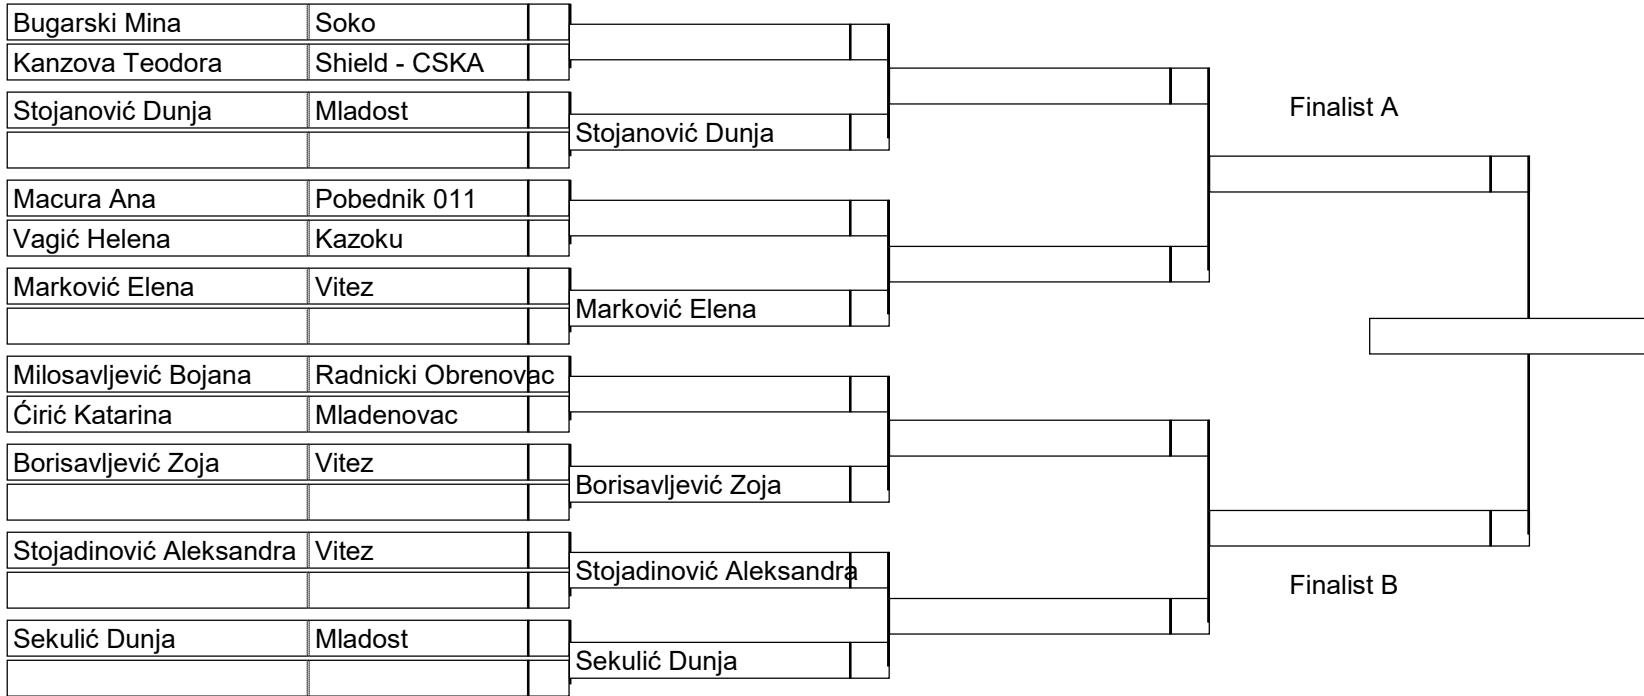 Bugarski Mina Soko
Kanzova Teodora Shield - CSKA
Finalist A
Stojanović Dunja Mladost
Stojanović Dunja
Macura Ana Pobednik 011
Vagić Helena Kazoku
Marković Elena Vitez
Marković Elena
Milosavljević Bojana Radnicki Obrenovac
Ćirić Katarina Mladenovac
Borisavljević Zoja Vitez
Borisavljević Zoja
Stojadinović Aleksandra Vitez
Stojadinović Aleksandra
Finalist B
Sekulić Dunja Mladost
Sekulić Dunja